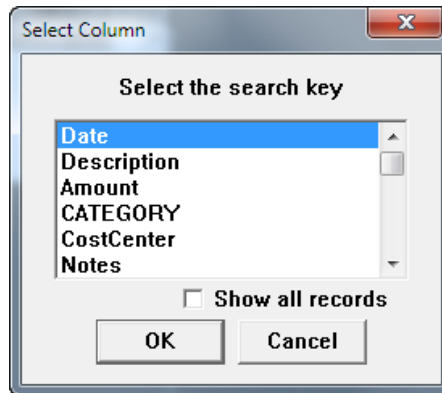 Select Column
Select the search key
Date
Description
Amount
CATEGORY
CostCenter
Notes
Show all records
OK Cancel